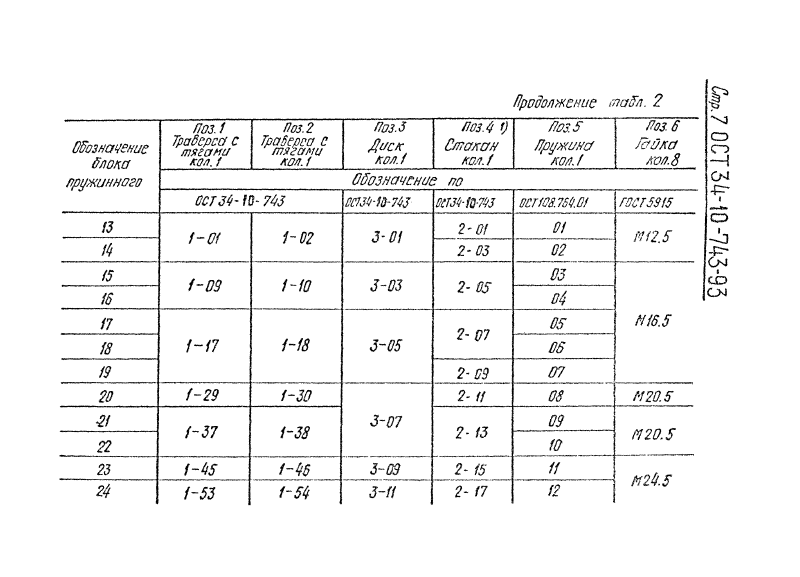 Продолжение табл. 2
Стр. 7 ОСТ 34-10-743-93
Обозначение блока пружинного
Поз. 1 Траверса с тягами кол. 1
Поз. 2 Траверса с тягами кол. 1
Поз. 3 Диск кол. 1
Поз. 4 1) Стакан кол. 1
Поз. 5 Пружина кол. 1
Поз. 6 Гайка кол. 8
Обозначение по
ОСТ 34-10-743 ОСТ34-10-743 ОСТ34-10-743 ОСТ108.764.01 ГОСТ 5915
13 1-01 1-02 3-01 2-01 01 М12.5
14 2-03 02
15 1-09 1-10 3-03 2-05 03 М16.5
16 04
17 1-17 1-18 3-05 2-07 05
18 06
19 2-09 07
20 1-29 1-30 3-07 2-11 08 М20.5
21 1-37 1-38 2-13 09 М20.5
22 10
23 1-45 1-46 3-09 2-15 11 М24.5
24 1-53 1-54 3-11 2-17 12